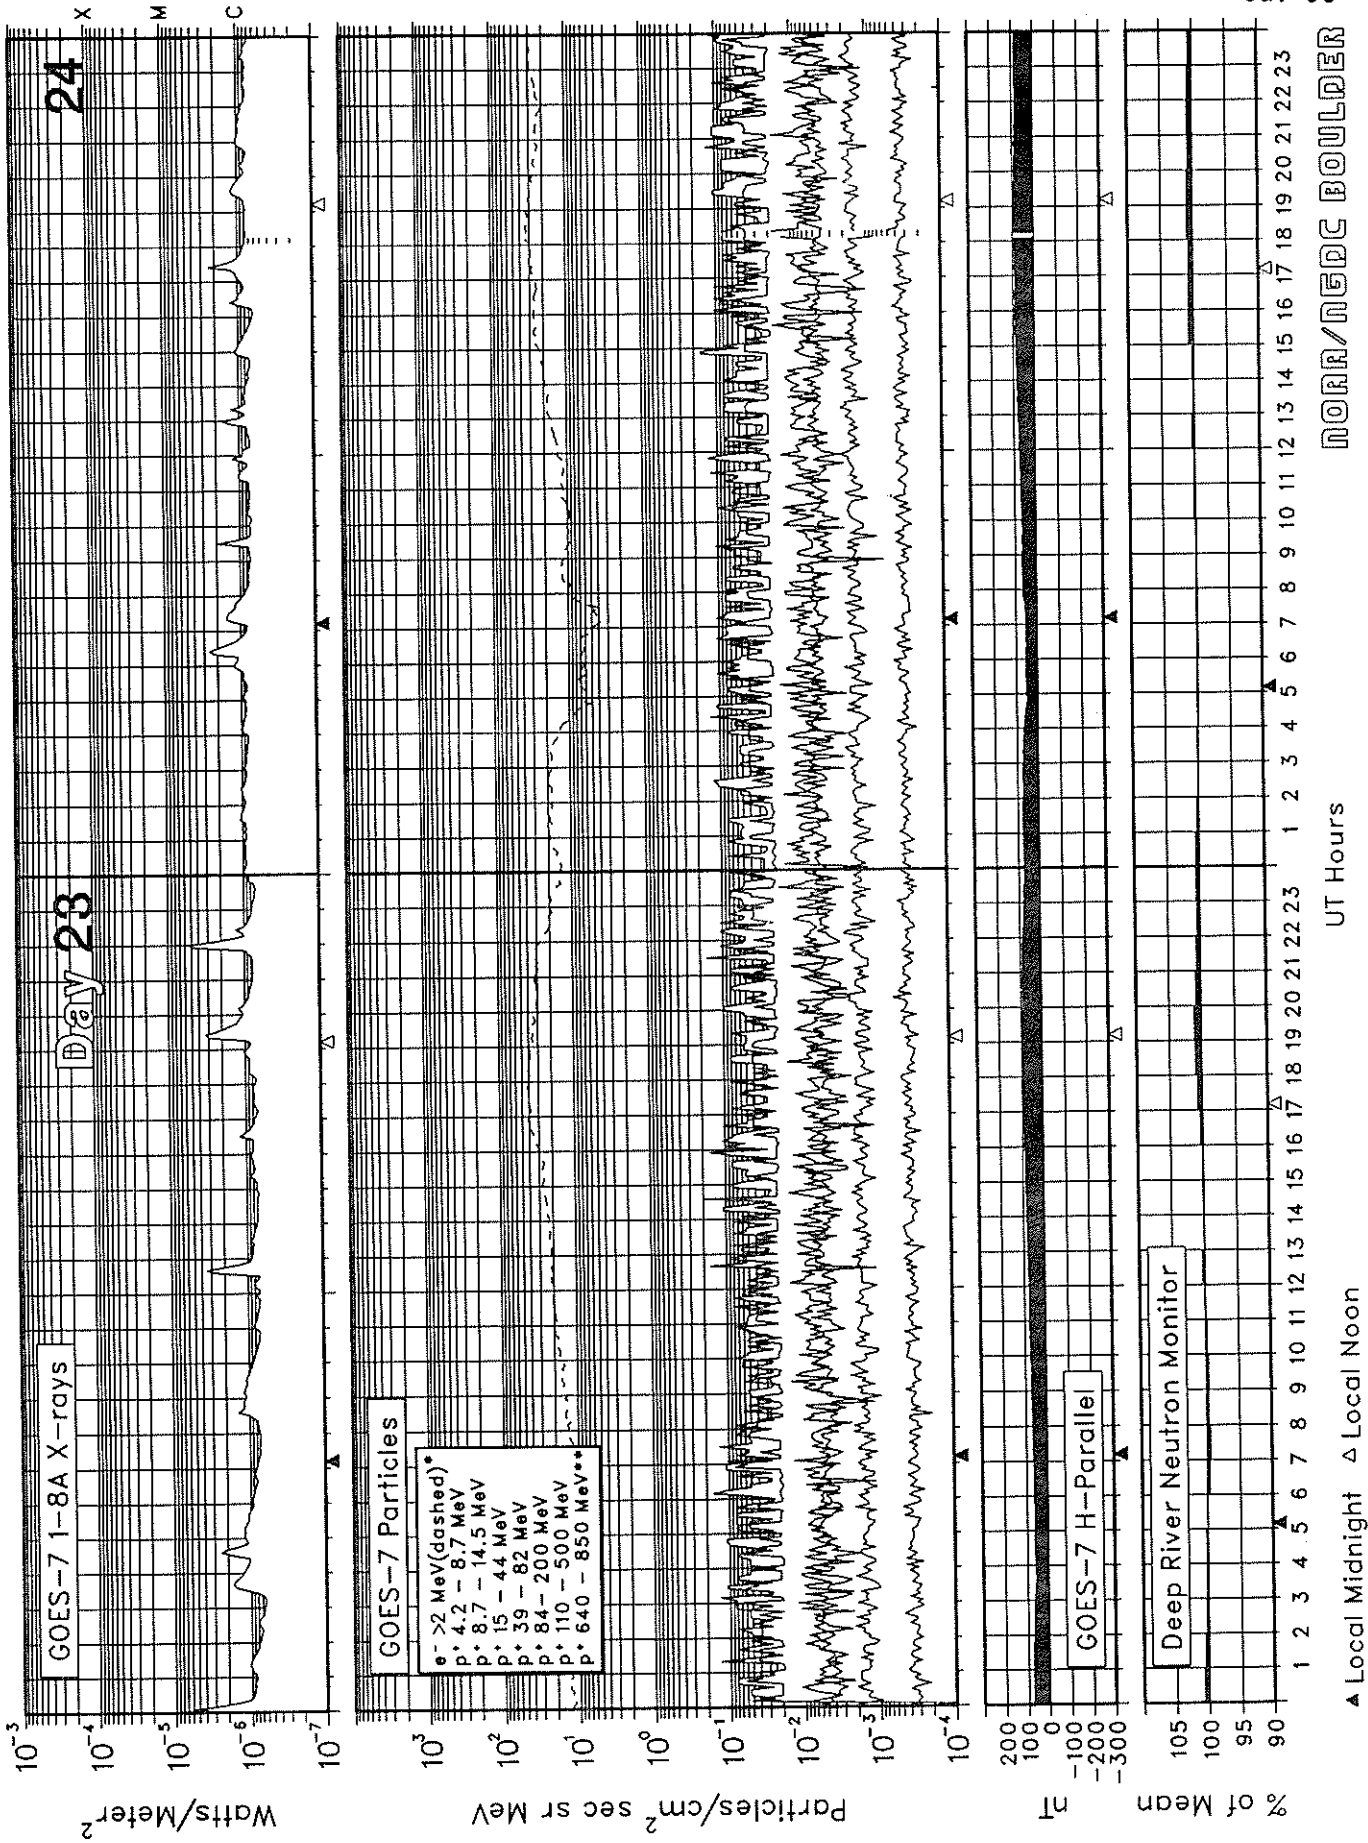 Day 23
24
GOES-7 1-8A X-rays
X
M
C
10-3
10-4
10-5
10-6
10-7
Watts/Meter2
GOES-7 Particles
e- >2 MeV(dashed)*
p+ 4.2 - 8.7 MeV
p+ 8.7 - 14.5 MeV
p+ 15 - 44 MeV
p+ 39 - 82 MeV
p+ 84- 200 MeV
p+ 110 - 500 MeV
p+ 640 - 850 MeV**
103
102
101
100
10-1
10-2
10-3
10-4
Particles/cm2 sec sr MeV
GOES-7 H-Parallel
200
100
0
-100
-200
-300
nT
Deep River Neutron Monitor
105
100
95
90
% of Mean
1 2 3 4 5 6 7 8 9 10 11 12 13 14 15 16 17 18 19 20 21 22 23 1 2 3 4 5 6 7 8 9 10 11 12 13 14 15 16 17 18 19 20 21 22 23
UT Hours
▲ Local Midnight △ Local Noon
NOAA/NGDC BOULDER